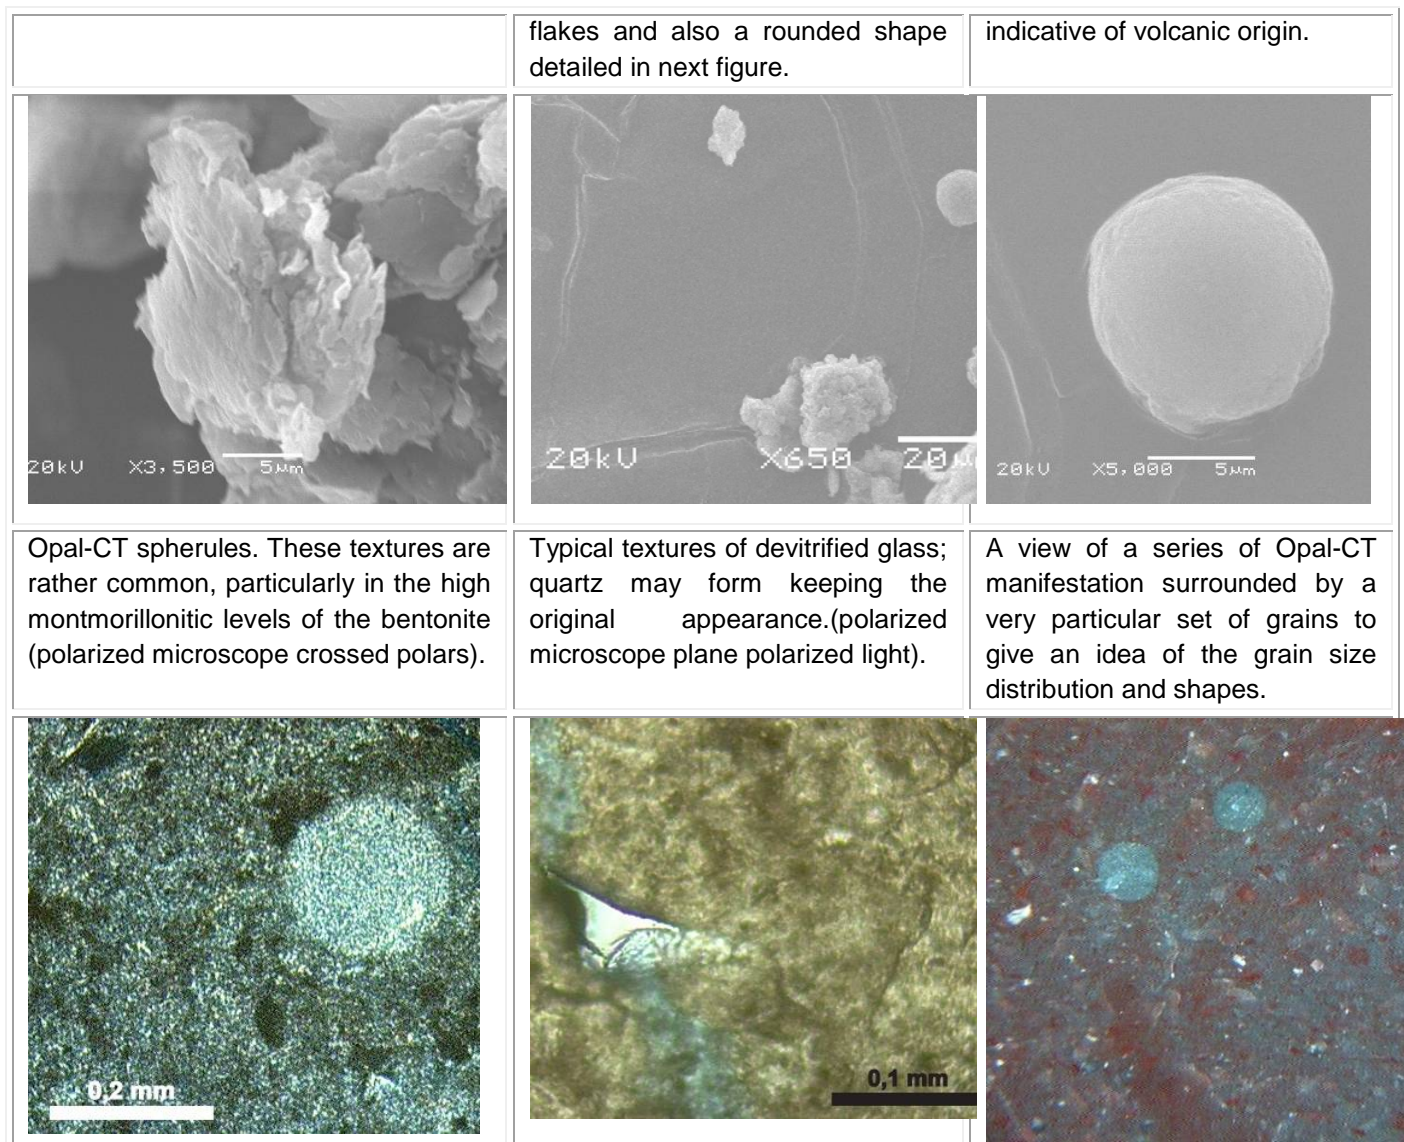 flakes and also a rounded shape
detailed in next figure.
indicative of volcanic origin.
20kU X3,500 5μm
20kU X650 20μ
20kU X5,000 5μm
Opal-CT spherules. These textures are
rather common, particularly in the high
montmorillonitic levels of the bentonite
(polarized microscope crossed polars).
Typical textures of devitrified glass;
quartz may form keeping the
original appearance.(polarized
microscope plane polarized light).
A view of a series of Opal-CT
manifestation surrounded by a
very particular set of grains to
give an idea of the grain size
distribution and shapes.
0,2 mm
0,1 mm